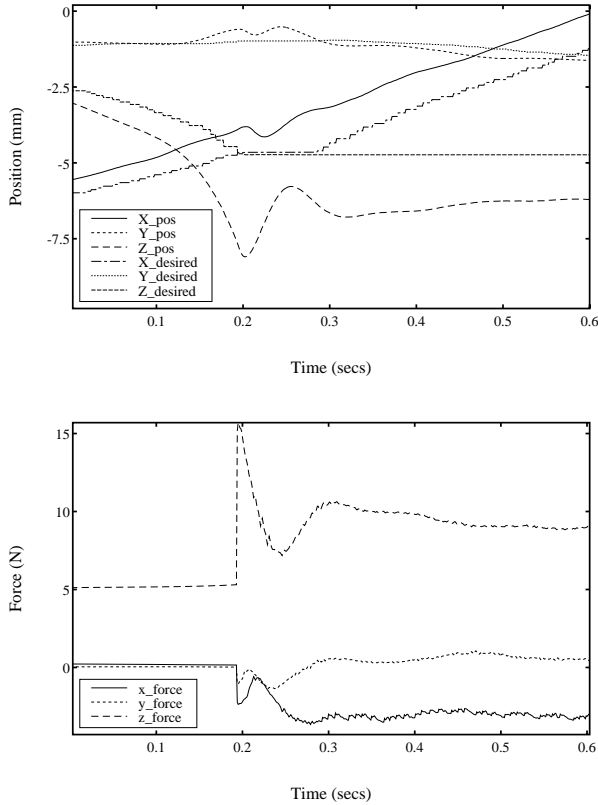 0
-2.5
-5
-7.5
Position (mm)
X_pos
Y_pos
Z_pos
X_desired
Y_desired
Z_desired
0.1 0.2 0.3 0.4 0.5 0.6
Time (secs)
15
10
5
0
Force (N)
x_force
y_force
z_force
0.1 0.2 0.3 0.4 0.5 0.6
Time (secs)